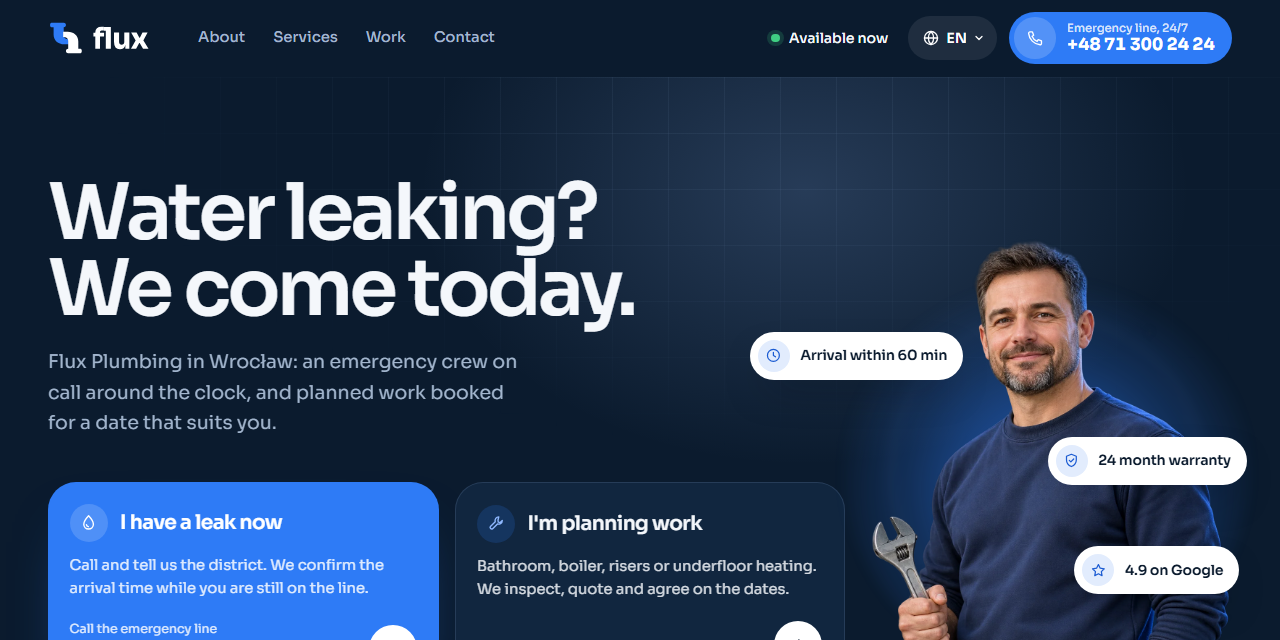 flux
About
Services
Work
Contact
Available now
EN
Emergency line, 24/7
+48 71 300 24 24
Water leaking?
We come today.
Flux Plumbing in Wrocław: an emergency crew on
call around the clock, and planned work booked
for a date that suits you.
Arrival within 60 min
24 month warranty
4.9 on Google
I have a leak now
Call and tell us the district. We confirm the
arrival time while you are still on the line.
Call the emergency line
I'm planning work
Bathroom, boiler, risers or underfloor heating.
We inspect, quote and agree on the dates.